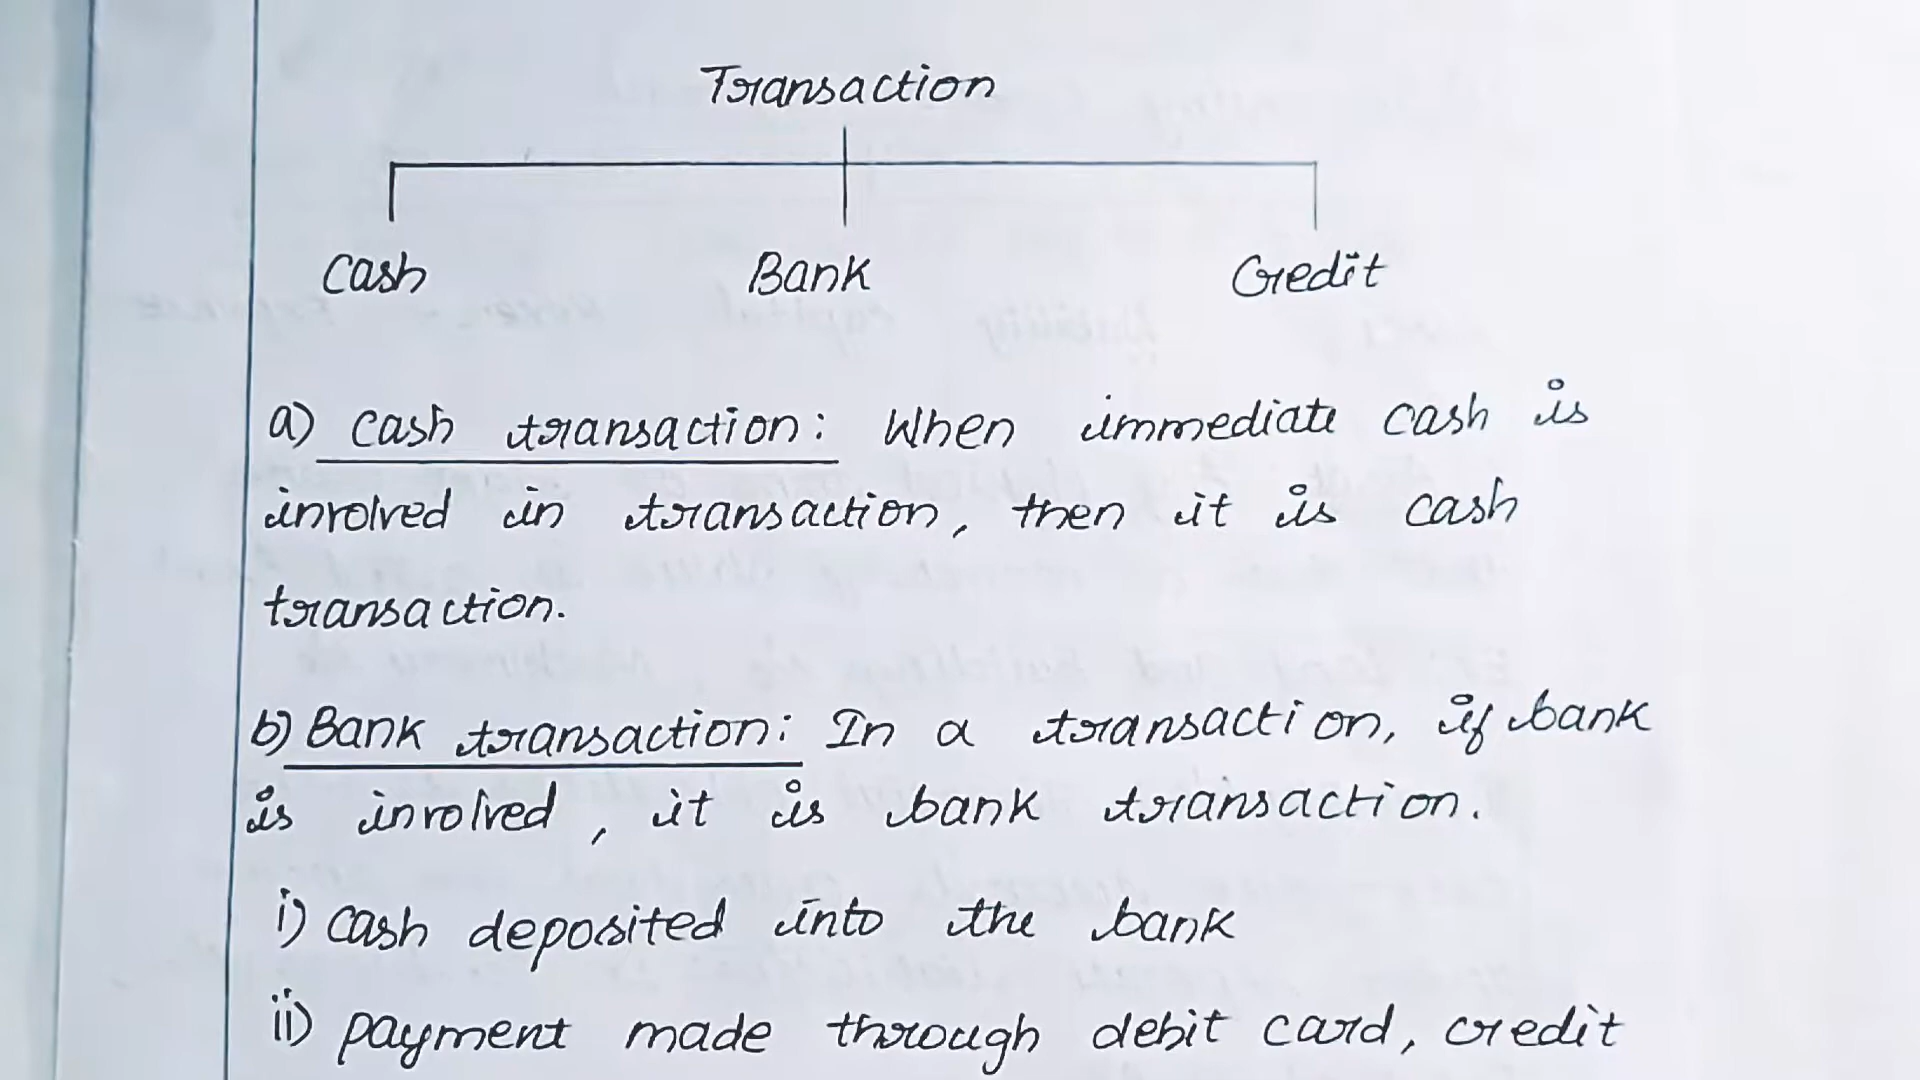 Transaction
Cash Bank Credit
a) Cash transaction: When immediate cash is
involved in transaction, then it is cash
transaction.
b) Bank transaction: In a transaction, if bank
is involved, it is bank transaction.
i) Cash deposited into the bank
ii) payment made through debit card, credit